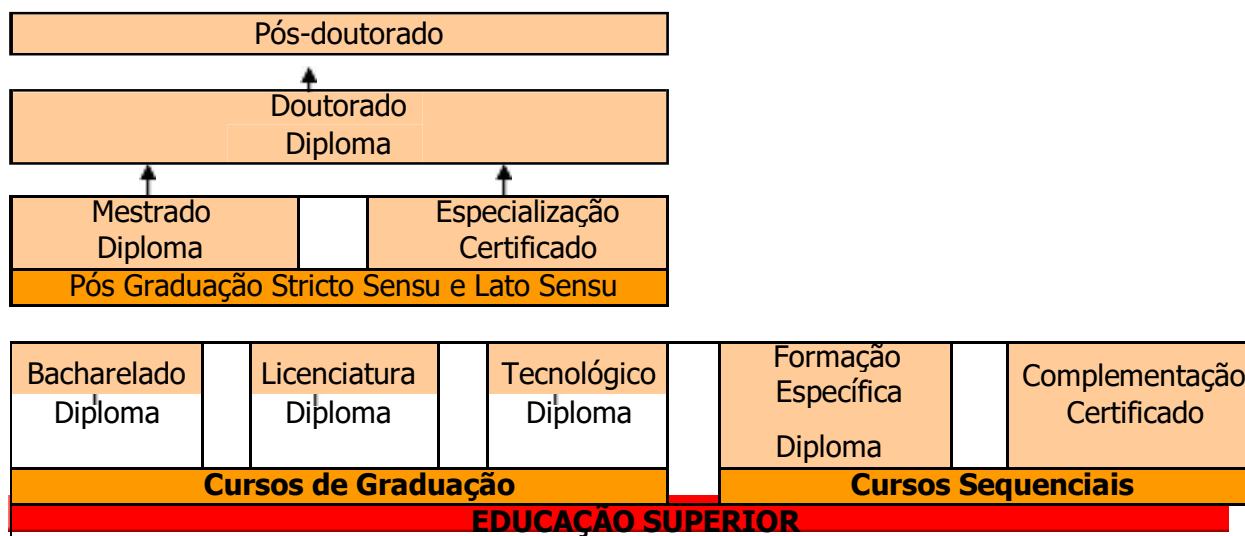 Pós-doutorado
Doutorado
Diploma
Mestrado
Diploma
Especialização
Certificado
Pós Graduação Stricto Sensu e Lato Sensu
Bacharelado
Diploma
Licenciatura
Diploma
Tecnológico
Diploma
Formação
Específica
Diploma
Complementação
Certificado
Cursos de Graduação
Cursos Sequenciais
EDUCAÇÃO SUPERIOR